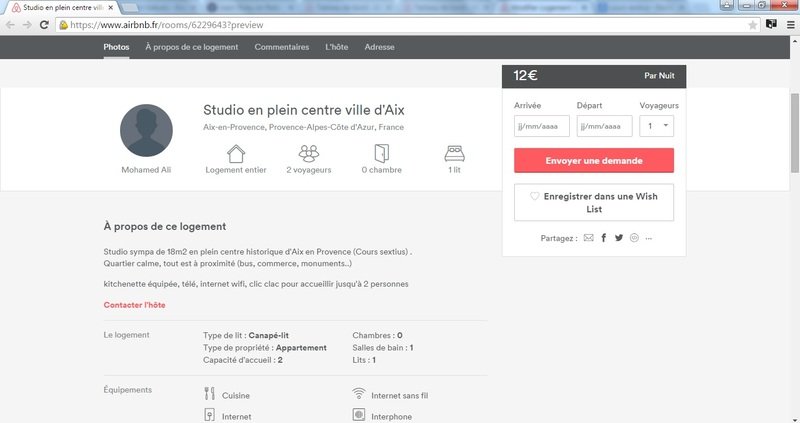 Studio en plein centre ville
https://www.airbnb.fr/rooms/6229643?preview
Photos À propos de ce logement Commentaires L'hôte Adresse
12€ Par Nuit
Studio en plein centre ville d'Aix
Aix-en-Provence, Provence-Alpes-Côte d'Azur, France
Mohamed Ali
Logement entier 2 voyageurs 0 chambre 1 lit
Arrivée Départ Voyageurs
jj/mm/aaaa jj/mm/aaaa 1
Envoyer une demande
Enregistrer dans une Wish
List
Partagez :
À propos de ce logement
Studio sympa de 18m2 en plein centre historique d'Aix en Provence (Cours sextius) .
Quartier calme, tout est à proximité (bus, commerce, monuments..)
kitchenette équipée, télé, internet wifi, clic clac pour accueillir jusqu'à 2 personnes
Contacter l'hôte
Le logement
Type de lit : Canapé-lit
Type de propriété : Appartement
Capacité d'accueil : 2
Chambres : 0
Salles de bain : 1
Lits : 1
Équipements
Cuisine Internet sans fil
Internet Interphone